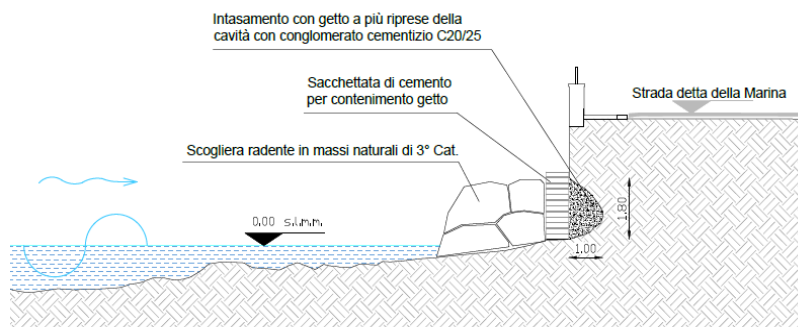 Intasamento con getto a più riprese della
cavità con conglomerato cementizio C20/25
Sacchettata di cemento
per contenimento getto
Strada detta della Marina
Scogliera radente in massi naturali di 3° Cat.
0.00 s.l.m.m.
1.80
1.00